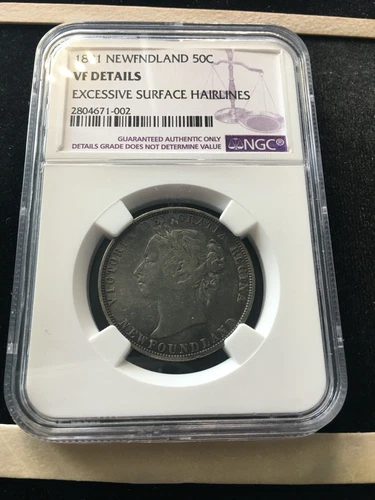 NEWFNDLAND 50C
VF DETAILS
EXCESSIVE SURFACE HAIRLINES
2804671-002
GUARANTEED AUTHENTIC ONLY
DETAILS GRADE DOES NOT DETERMINE VALUE
NGC
REGINA
NEWFOUNDLAND